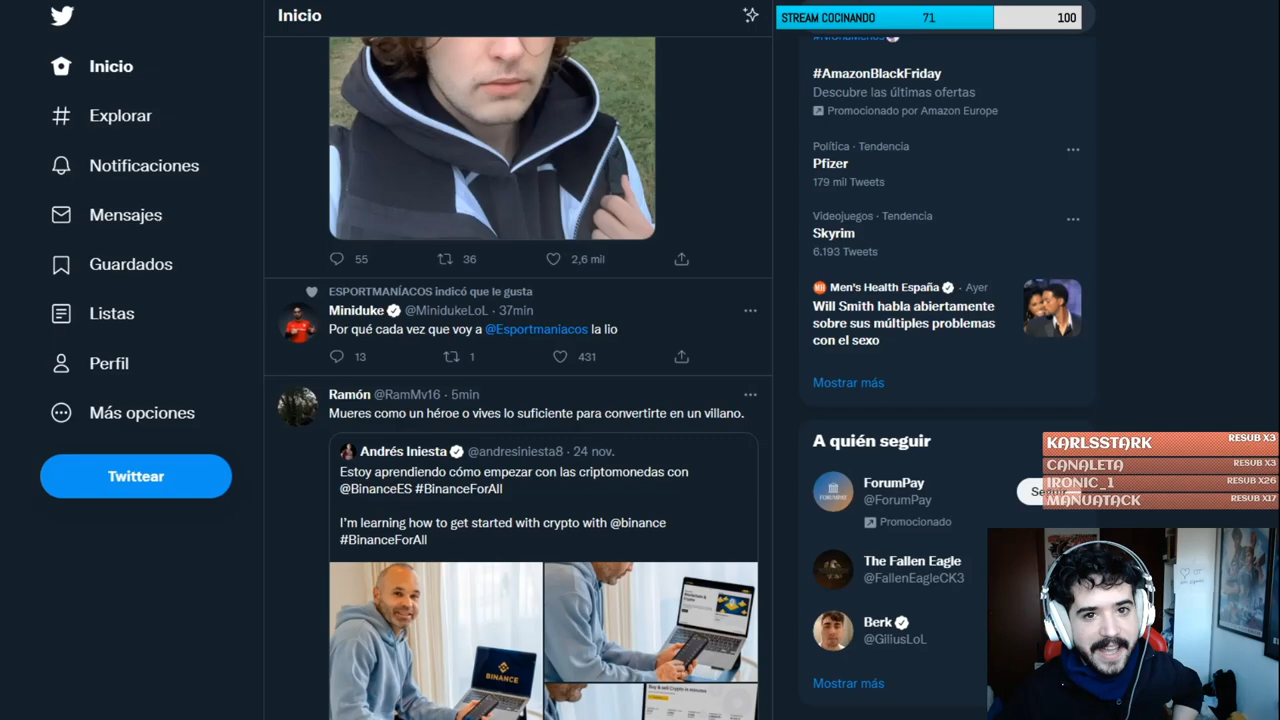 Inicio
Explorar
Notificaciones
Mensajes
Guardados
Listas
Perfil
Más opciones
Twittear
Inicio
55
36
2,6 mil
ESPORTMANÍACOS indicó que le gusta
Miniduke @MinidukeLoL · 37min
Por qué cada vez que voy a @Esportmaniacos la lio
13
1
431
Ramón @RamMv16 · 5min
Mueres como un héroe o vives lo suficiente para convertirte en un villano.
Andrés Iniesta @andresiniesta8 · 24 nov.
Estoy aprendiendo cómo empezar con las criptomonedas con
@BinanceES #BinanceForAll
I'm learning how to get started with crypto with @binance
#BinanceForAll
BINANCE
Buy & sell Crypto in minutes
STREAM COCINANDO 71 100
#AmazonBlackFriday
Descubre las últimas ofertas
Promocionado por Amazon Europe
Política · Tendencia
Pfizer
179 mil Tweets
Videojuegos · Tendencia
Skyrim
6.193 Tweets
Men's Health España · Ayer
Will Smith habla abiertamente
sobre sus múltiples problemas
con el sexo
Mostrar más
A quién seguir
ForumPay
@ForumPay
Promocionado
The Fallen Eagle
@FallenEagleCK3
Berk
@GiliusLoL
Mostrar más
KARLSSTARK RESUB X3
CANALETA RESUB X3
IRONIC_1 RESUB X26
MANUATACK RESUB X17